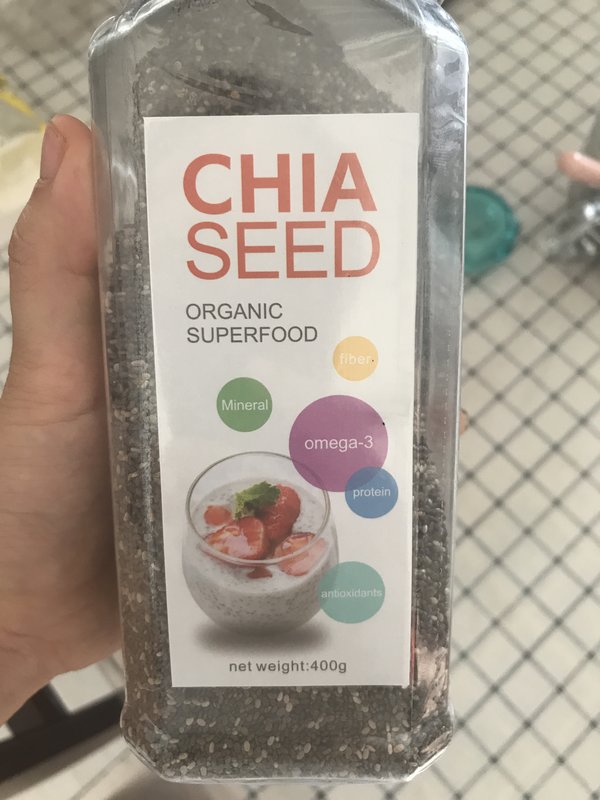 CHIA
SEED
ORGANIC
SUPERFOOD
fiber
Mineral
omega-3
protein
antioxidants
net weight:400g